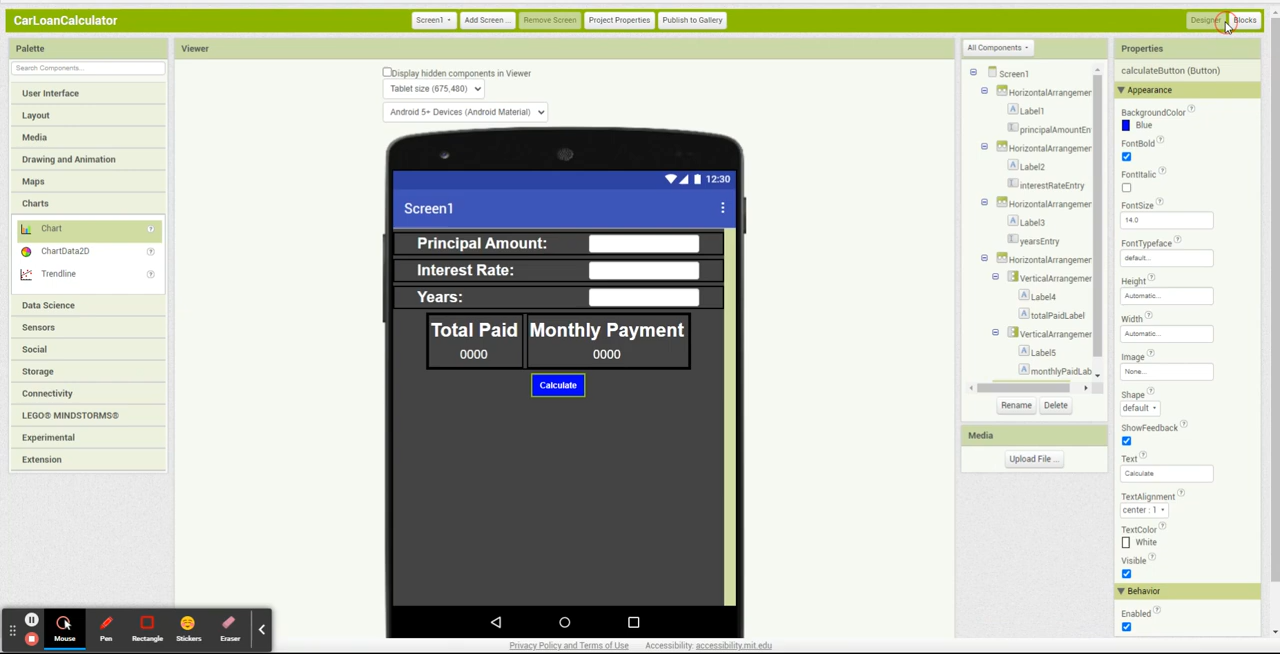 CarLoanCalculator
Screen1
Add Screen ...
Remove Screen
Project Properties
Publish to Gallery
Designer
Blocks
Palette
Search Components...
User Interface
Layout
Media
Drawing and Animation
Maps
Charts
Chart
ChartData2D
Trendline
Data Science
Sensors
Social
Storage
Connectivity
LEGO® MINDSTORMS®
Experimental
Extension
Viewer
Display hidden components in Viewer
Tablet size (675,480)
Android 5+ Devices (Android Material)
12:30
Screen1
Principal Amount:
Interest Rate:
Years:
Total Paid Monthly Payment
0000 0000
Calculate
All Components
Screen1
HorizontalArrangemer
Label1
principalAmountEn
HorizontalArrangemer
Label2
interestRateEntry
HorizontalArrangemer
Label3
yearsEntry
HorizontalArrangemer
VerticalArrangemer
Label4
totalPaidLabel
VerticalArrangemer
Label5
monthlyPaidLab
Rename Delete
Media
Upload File ...
Properties
calculateButton (Button)
Appearance
BackgroundColor ?
Blue
FontBold ?
FontItalic ?
FontSize ?
14.0
FontTypeface ?
default...
Height ?
Automatic...
Width ?
Automatic...
Image ?
None...
Shape ?
default
ShowFeedback ?
Text ?
Calculate
TextAlignment ?
center : 1
TextColor ?
White
Visible ?
Behavior
Enabled ?
Mouse Pen Rectangle Stickers Eraser
Privacy Policy and Terms of Use Accessibility: accessibility.mit.edu